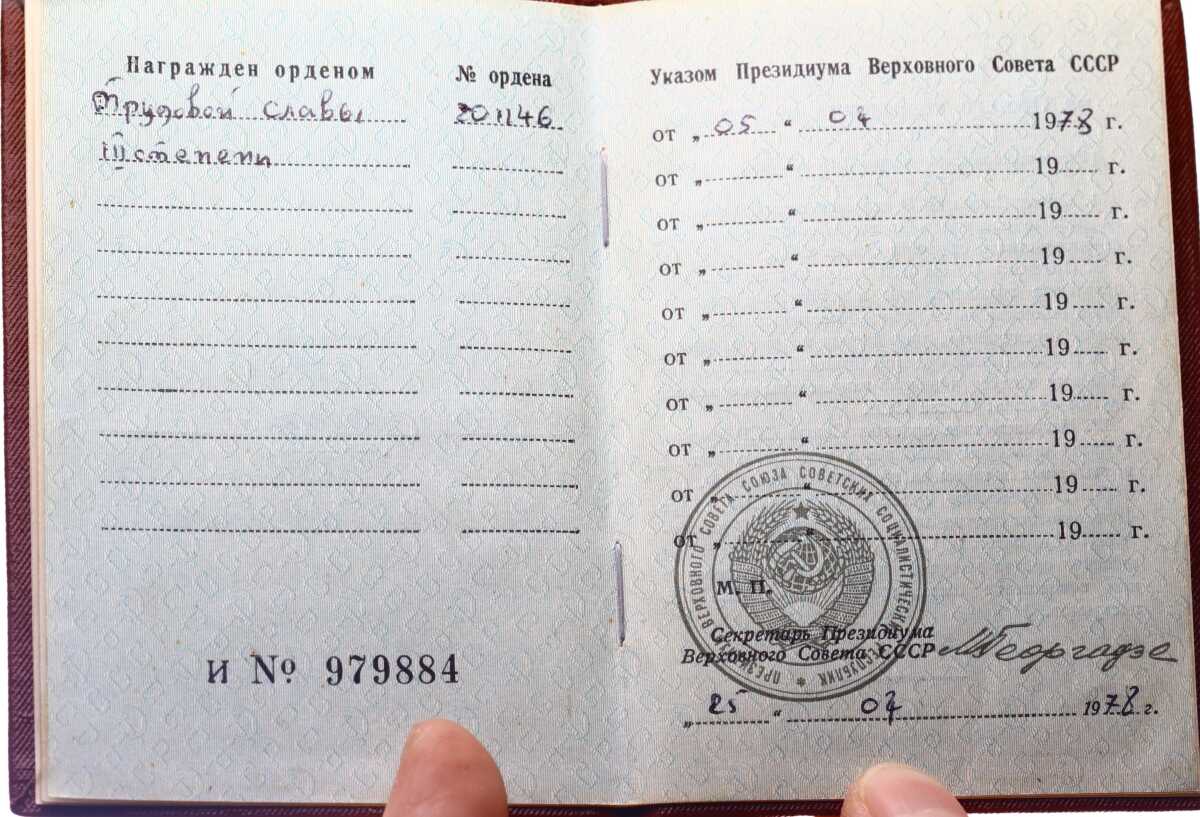 Награжден орденом
№ ордена
Трудовой славы
201146
III степени
И № 979884
Указом Президиума Верховного Совета СССР
от „ 05 “ 04 1978 г.
от „ “ 19 г.
от „ “ 19 г.
от „ “ 19 г.
от „ “ 19 г.
от „ “ 19 г.
от „ “ 19 г.
от „ “ 19 г.
от „ “ 19 г.
от „ “ 19 г.
ПРЕЗИДИУМ ВЕРХОВНОГО СОВЕТА СОЮЗА СОВЕТСКИХ СОЦИАЛИСТИЧЕСКИХ РЕСПУБЛИК
М. П.
Секретарь Президиума
Верховного Совета СССР
МГеоргадзе
„ 25 “ 04 1978 г.